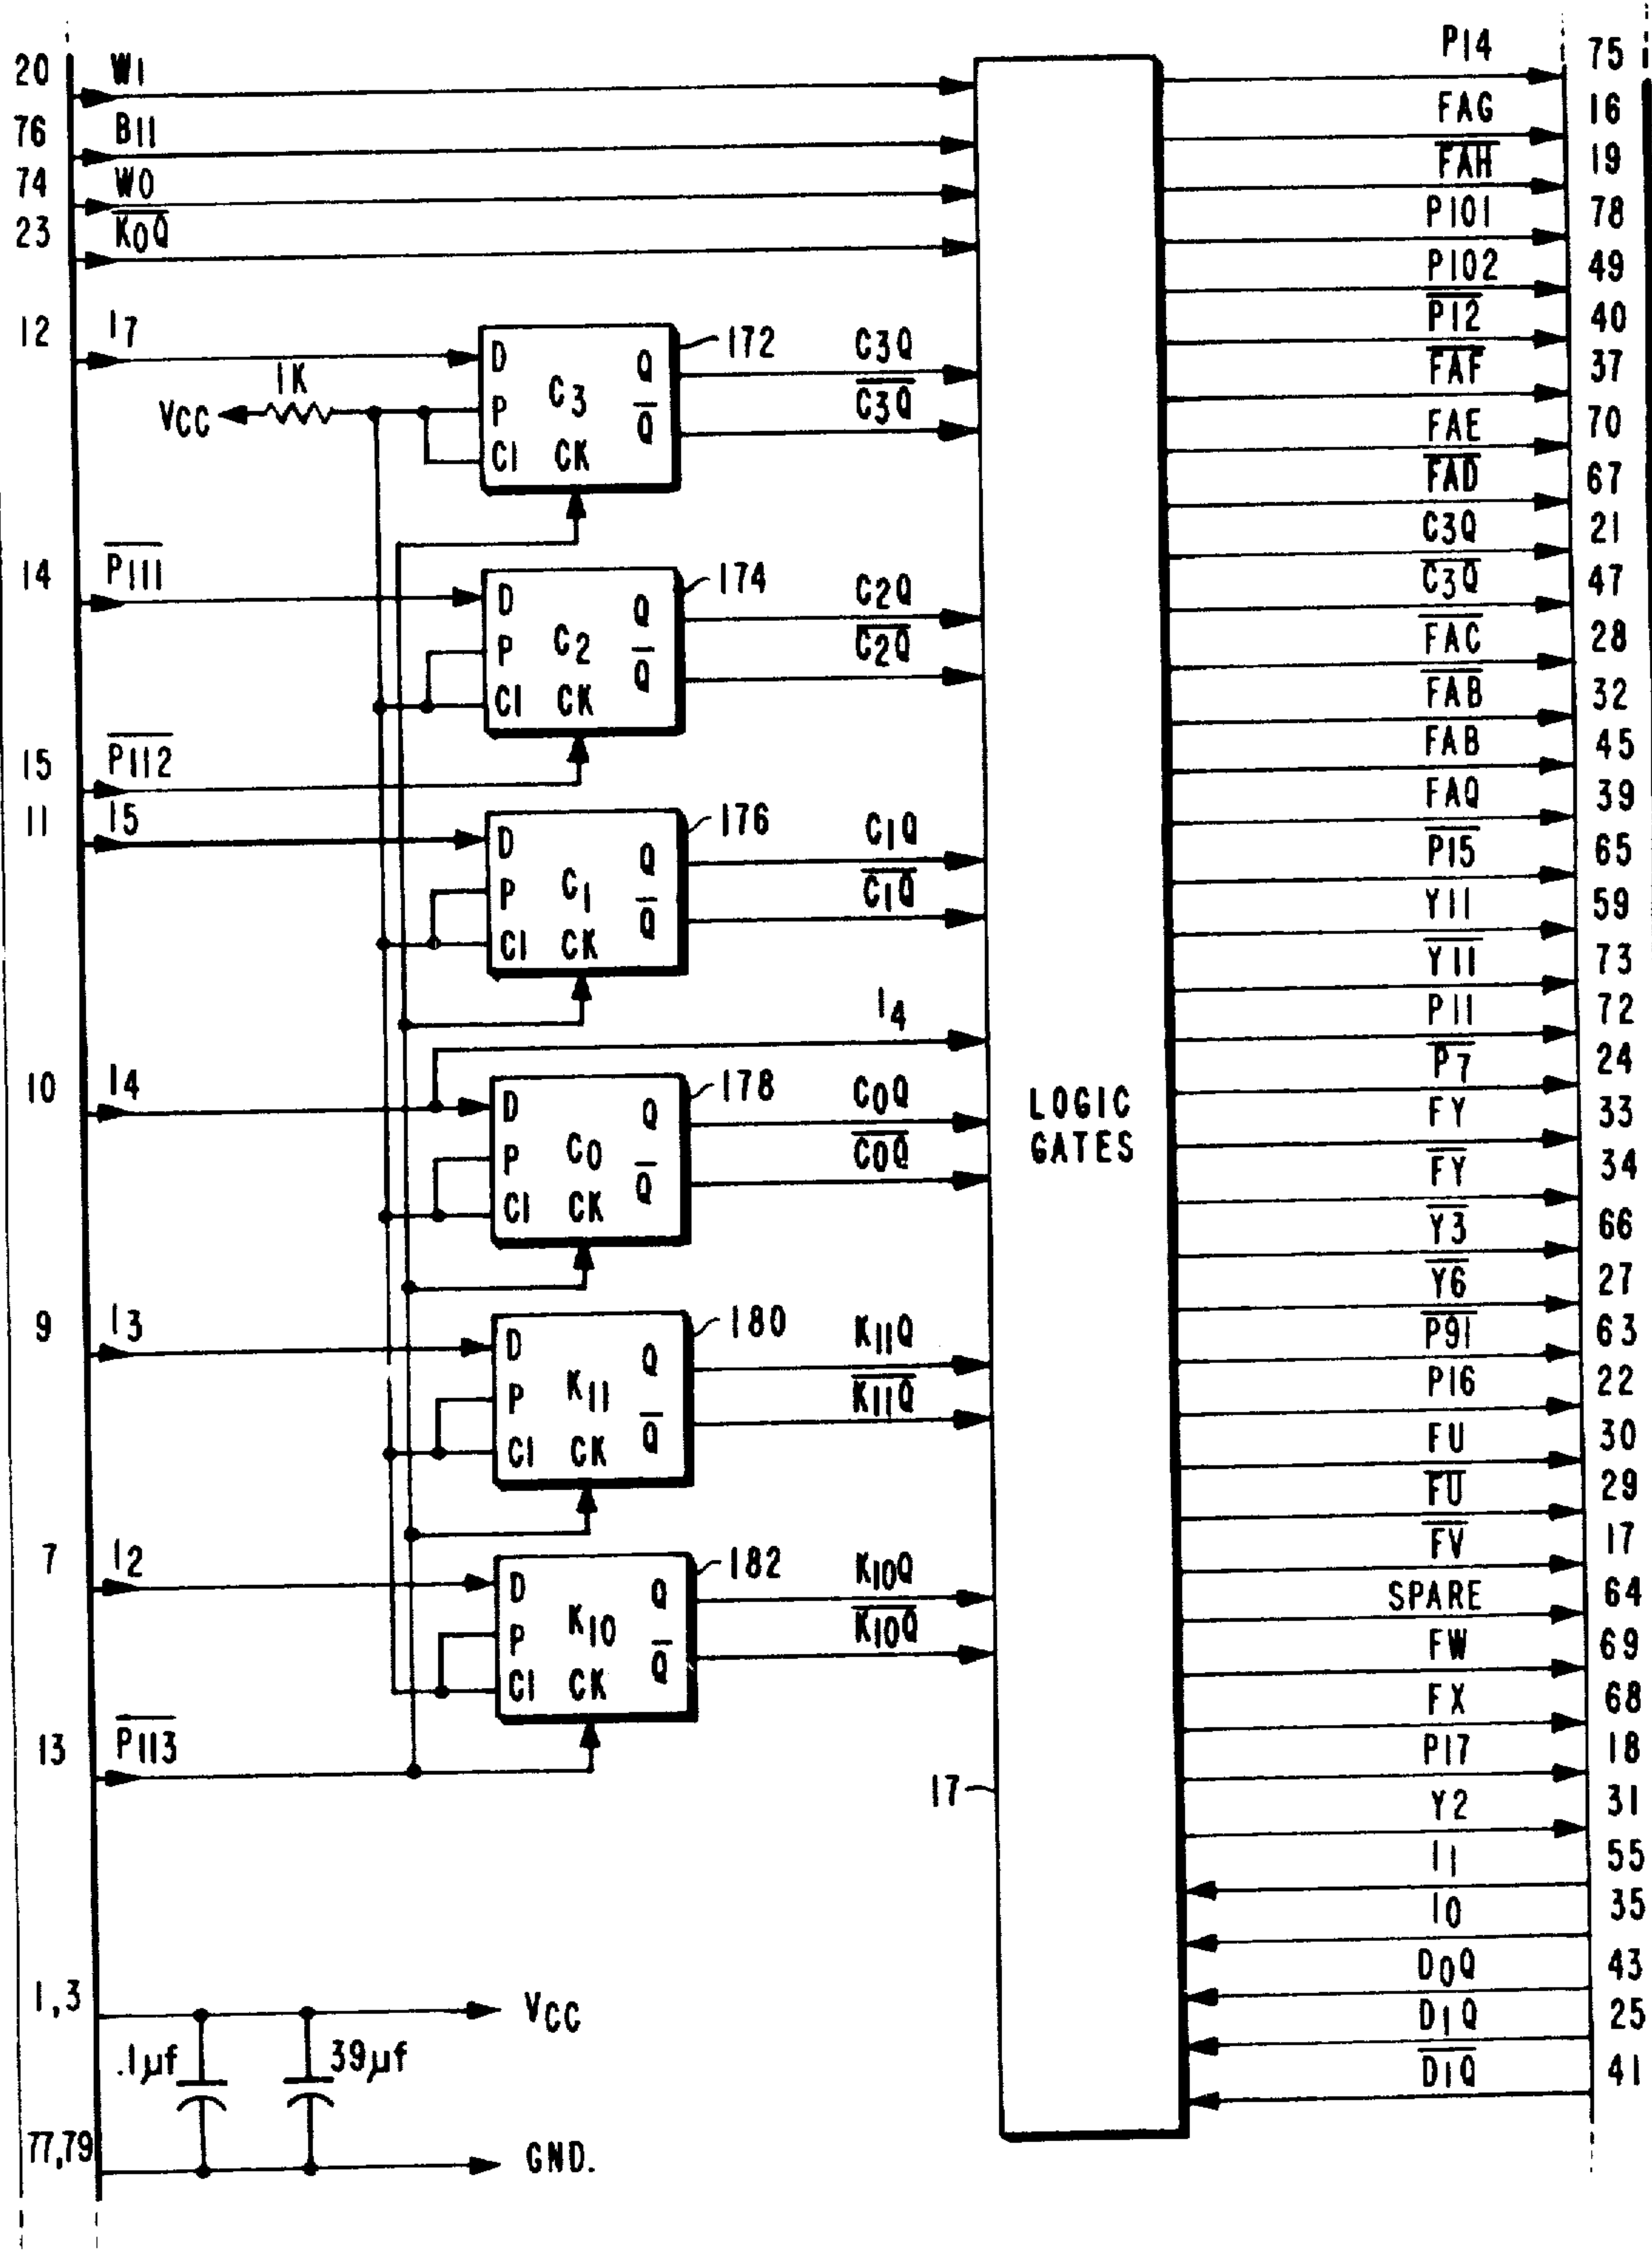 20 W1
76 B11
74 W0
23 K0Q
12 I7
1K
VCC
D Q
P C3 Q
CI CK
172
C3Q
C3Q
14 P111
D Q
P C2 Q
CI CK
174
C2Q
C2Q
15 P112
11 I5
D Q
P C1 Q
CI CK
176
C1Q
C1Q
I4
10 I4
D Q
P C0 Q
CI CK
178
C0Q
C0Q
9 I3
D Q
P K11 Q
CI CK
180
K11Q
K11Q
7 I2
D Q
P K10 Q
CI CK
182
K10Q
K10Q
13 P113
1,3 VCC
.1µf 39µf
77,79 GND.
LOGIC
GATES
17
P14 75
FAG 16
FAH 19
P101 78
P102 49
P12 40
FAF 37
FAE 70
FAD 67
C3Q 21
C3Q 47
FAC 28
FAB 32
FAB 45
FAQ 39
P15 65
Y11 59
Y11 73
P11 72
P7 24
FY 33
FY 34
Y3 66
Y6 27
P91 63
P16 22
FU 30
FU 29
FV 17
SPARE 64
FW 69
FX 68
P17 18
Y2 31
I1 55
I0 35
D0Q 43
D1Q 25
D1Q 41